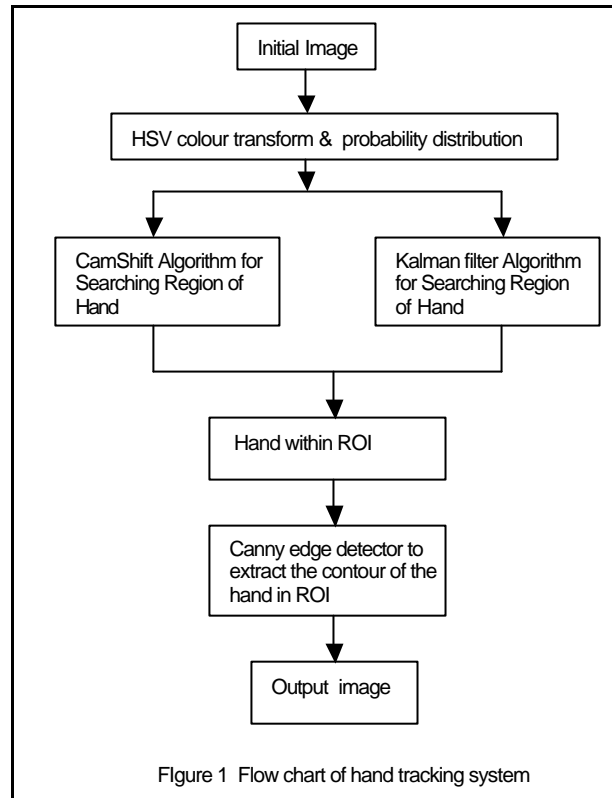 Initial Image
HSV colour transform & probability distribution
CamShift Algorithm for
Searching Region of
Hand
Kalman filter Algorithm
for Searching Region
of Hand
Hand within ROI
Canny edge detector to
extract the contour of the
hand in ROI
Output image
FIgure 1 Flow chart of hand tracking system